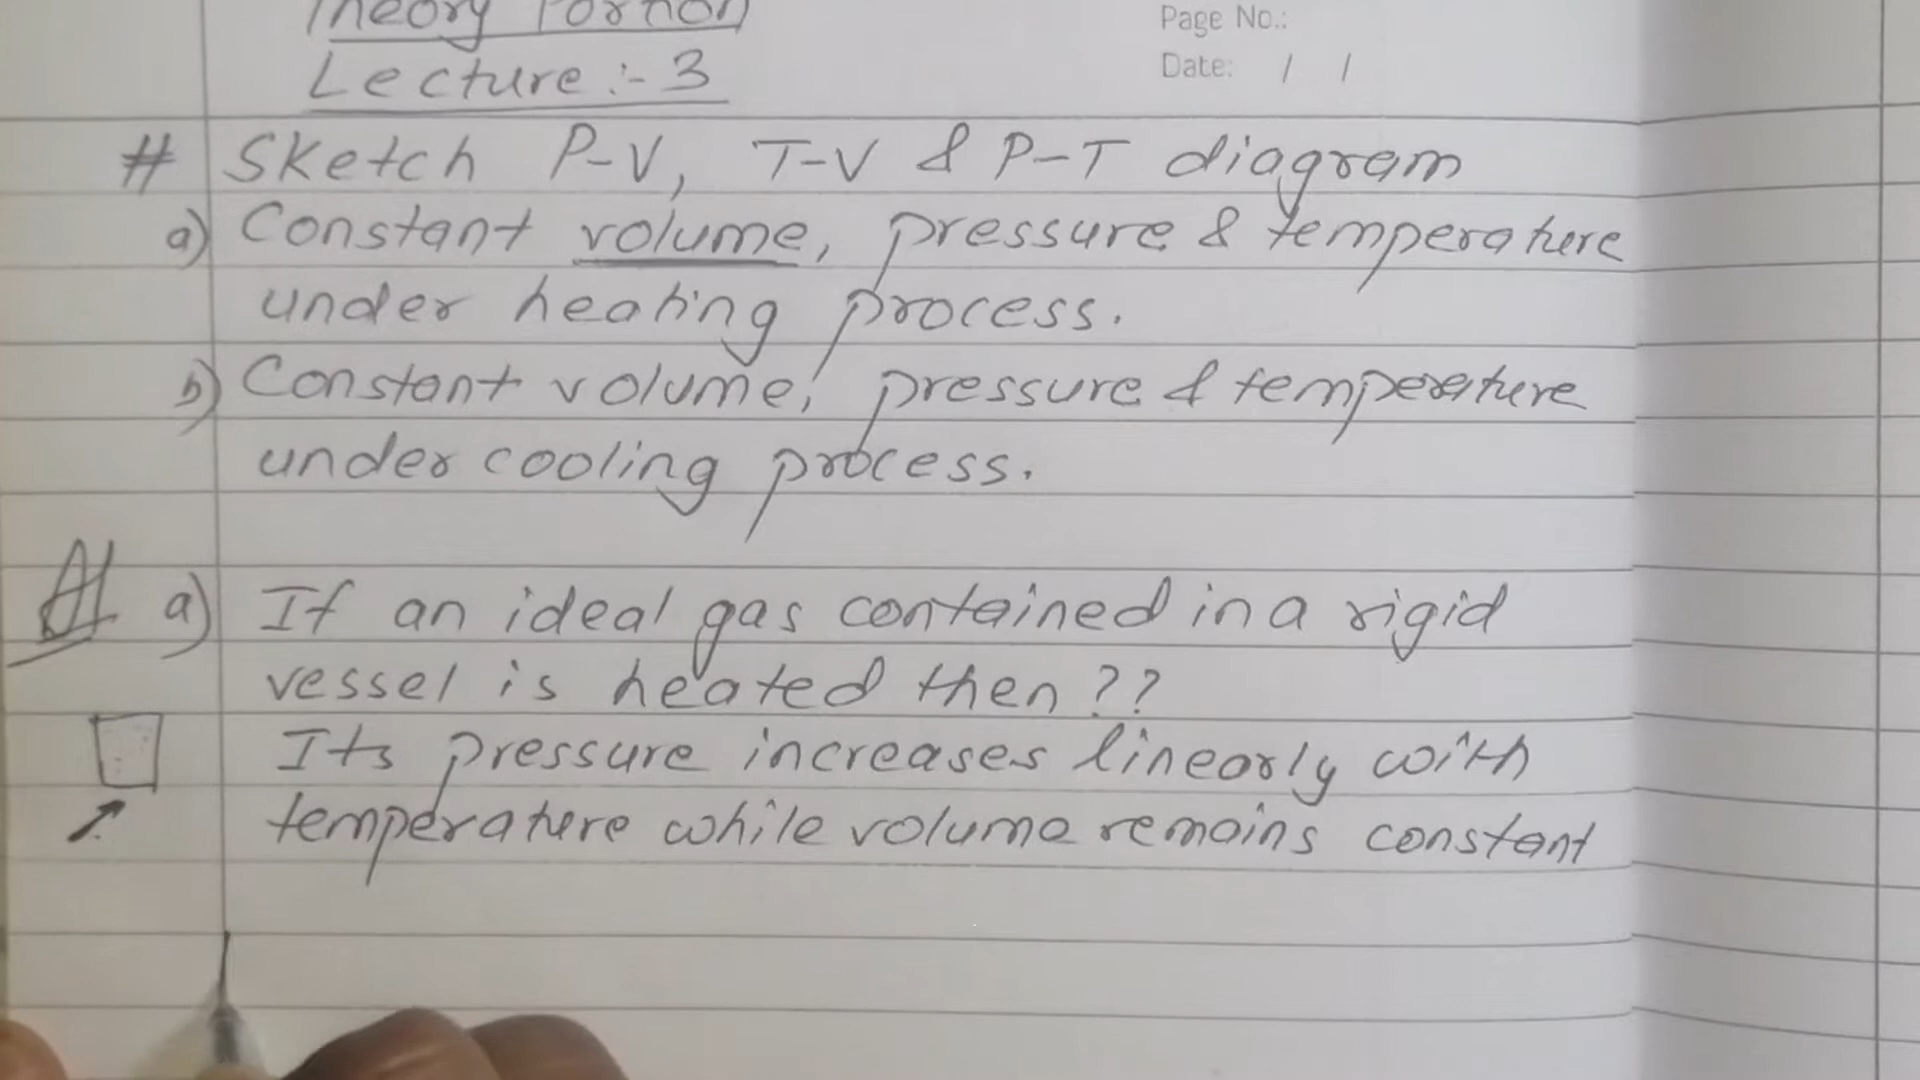 Theory Portion
Page No.:
Lecture :- 3
Date: / /
# Sketch P-V, T-V & P-T diagram
a) Constant volume, pressure & temperature
under heating process.
b) Constant volume, pressure & temperature
under cooling process.
a) If an ideal gas contained in a rigid
vessel is heated then ??
Its pressure increases linearly with
temperature while volume remains constant